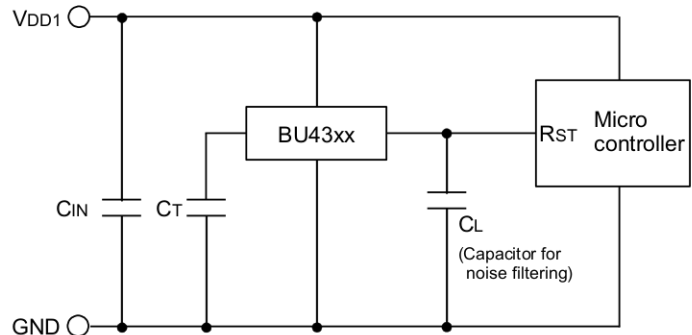 VDD1
BU43xx
RST
Micro
controller
CIN
CT
CL
(Capacitor for
noise filtering)
GND